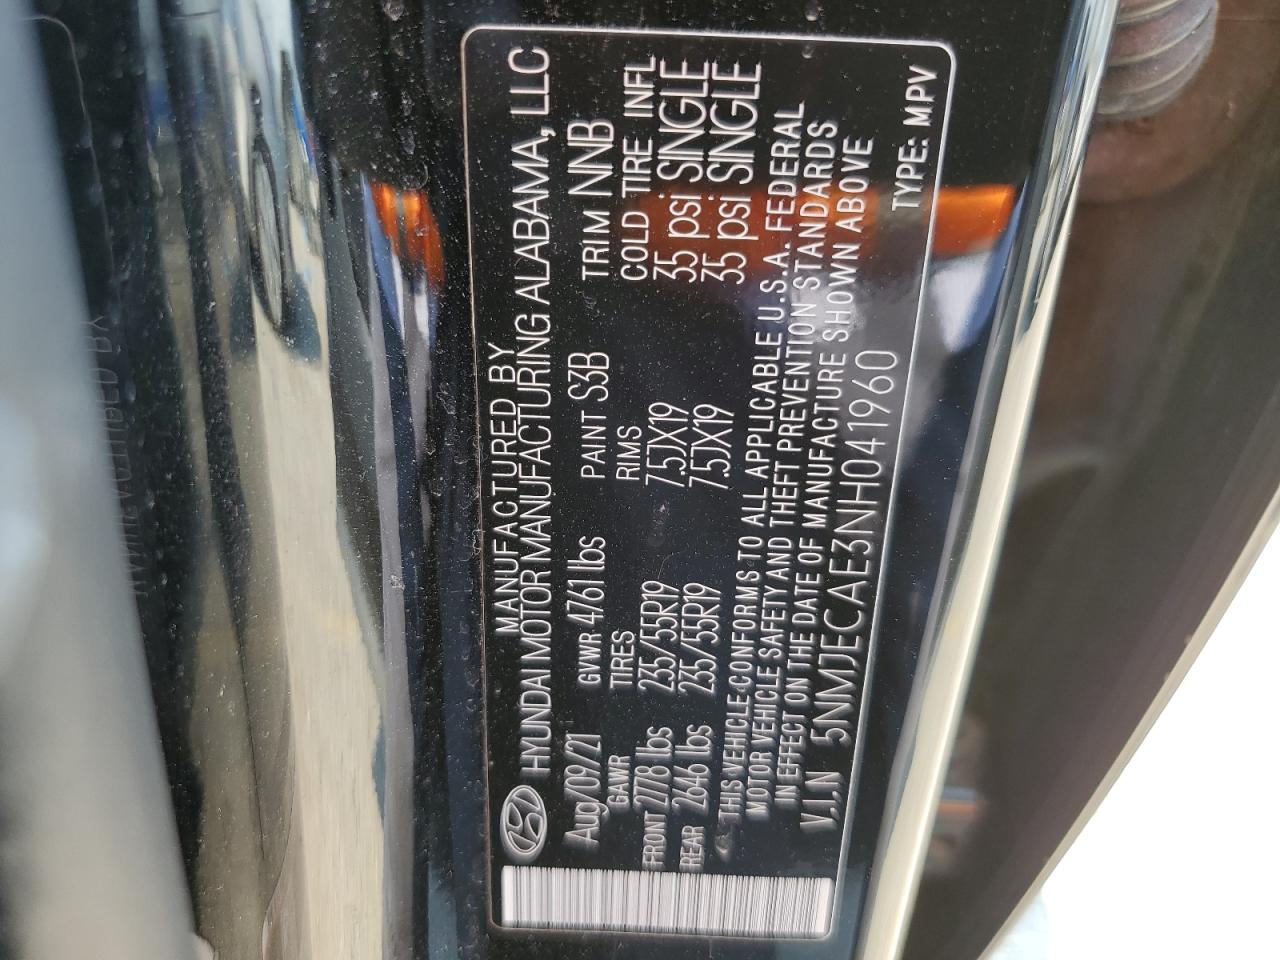 MANUFACTURED BY
HYUNDAI MOTOR MANUFACTURING ALABAMA, LLC
Aug/09/21 GVWR 4761 lbs PAINT S3B TRIM NNB
GAWR TIRES RIMS COLD TIRE INFL
FRONT 2778 lbs 235/55R19 7.5JX19 35 psi SINGLE
REAR 2646 lbs 235/55R19 7.5JX19 35 psi SINGLE
THIS VEHICLE CONFORMS TO ALL APPLICABLE U.S.A. FEDERAL
MOTOR VEHICLE SAFETY AND THEFT PREVENTION STANDARDS
IN EFFECT ON THE DATE OF MANUFACTURE SHOWN ABOVE
V.I.N 5NMJECAE3NH041960 TYPE: MPV